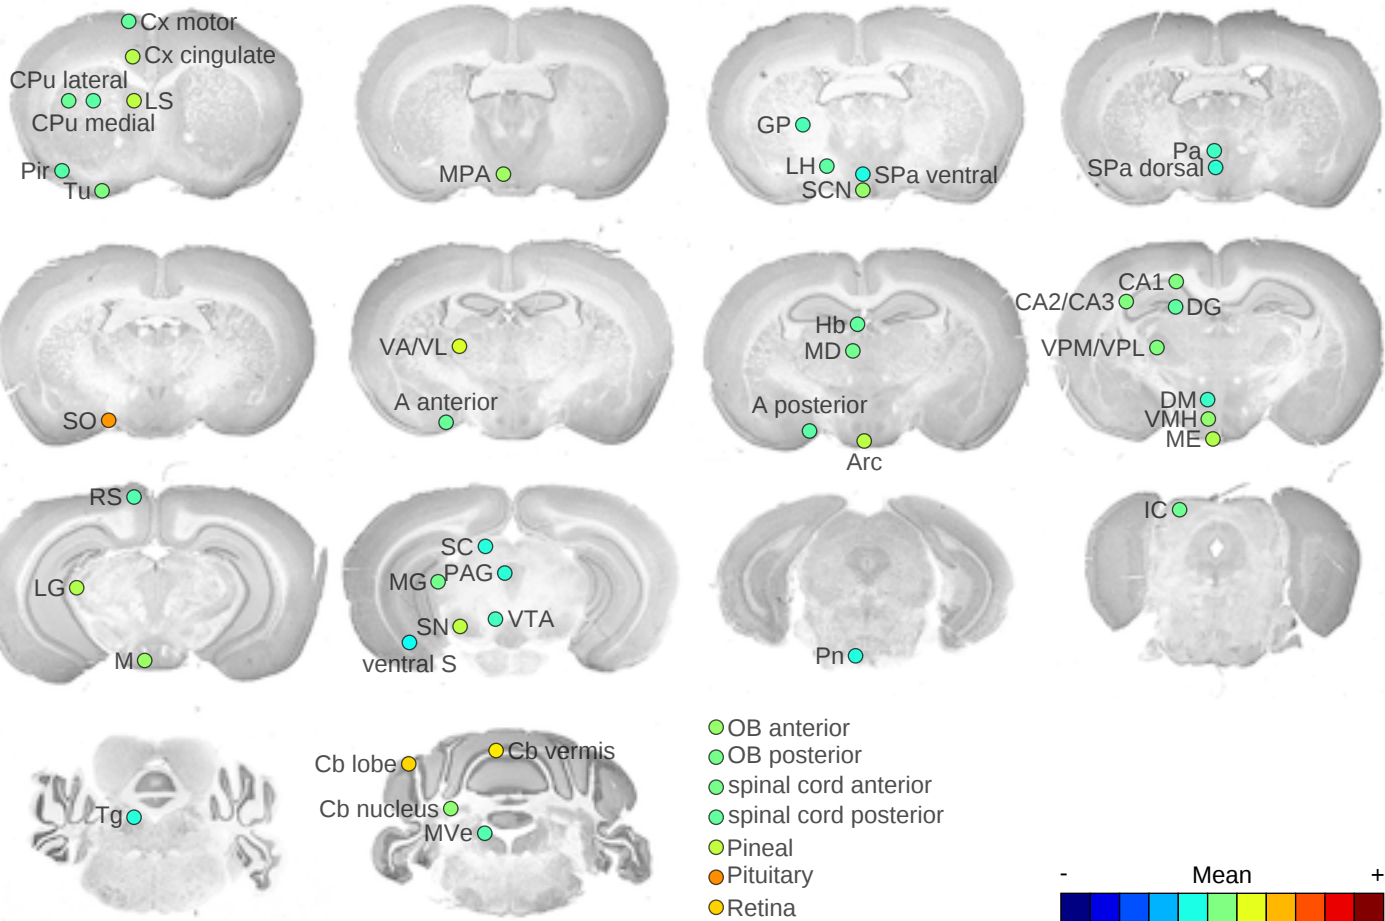 Cx motor
Cx cingulate
CPu lateral
LS
CPu medial
Pir
Tu
MPA
GP
LH
SPa ventral
SCN
Pa
SPa dorsal
SO
VA/VL
A anterior
Hb
MD
A posterior
Arc
CA1
CA2/CA3
DG
VPM/VPL
DM
VMH
ME
RS
LG
M
SC
PAG
MG
VTA
SN
ventral S
Pn
IC
Tg
Cb vermis
Cb lobe
Cb nucleus
MVe
OB anterior
OB posterior
spinal cord anterior
spinal cord posterior
Pineal
Pituitary
Retina
- Mean +